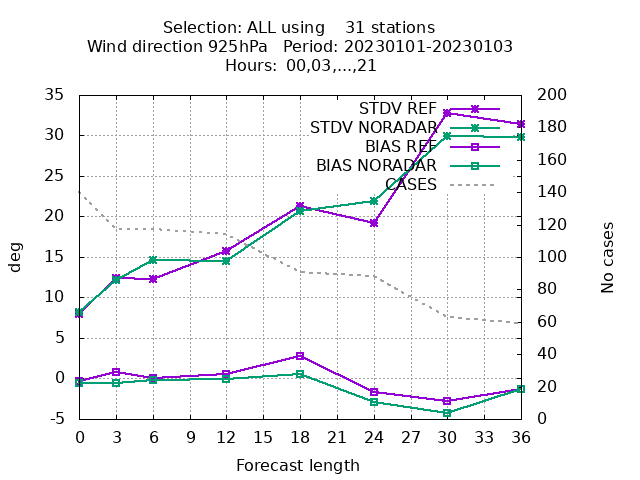 Selection: ALL using    31 stations
Wind direction 925hPa   Period: 20230101-20230103
Hours: 00,03,...,21
35 200
30 180
25 160
20 140
15 120
10 100
5 80
0 60
-5 40
20
0
STDV REF
STDV NORADAR
BIAS REF
BIAS NORADAR
CASES
deg
No cases
0 3 6 9 12 15 18 21 24 27 30 33 36
Forecast length